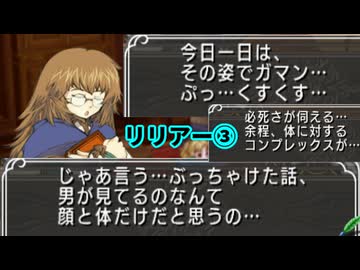 今日一日は、
その姿でガマン…
ぷっ…くすくす…
必死さが伺える…
余程、体に対する
コンプレックスが…
リリアー③
じゃあ言う…ぶっちゃけた話、
男が見てるのなんて
顔と体だけだと思うの…